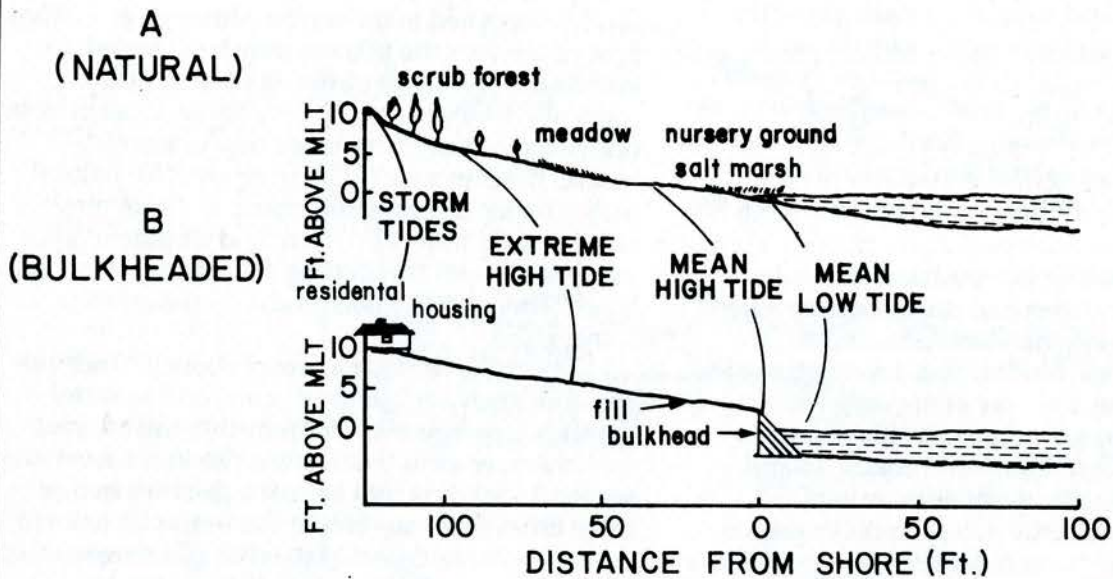 A
(NATURAL)
scrub forest
meadow
nursery ground
salt marsh
10
5
0
FT. ABOVE MLT
STORM
TIDES
EXTREME
HIGH TIDE
MEAN
HIGH TIDE
MEAN
LOW TIDE
B
(BULKHEADED)
residental
housing
10
5
0
FT. ABOVE MLT
fill
bulkhead
100
50
0
50
100
DISTANCE FROM SHORE (Ft.)